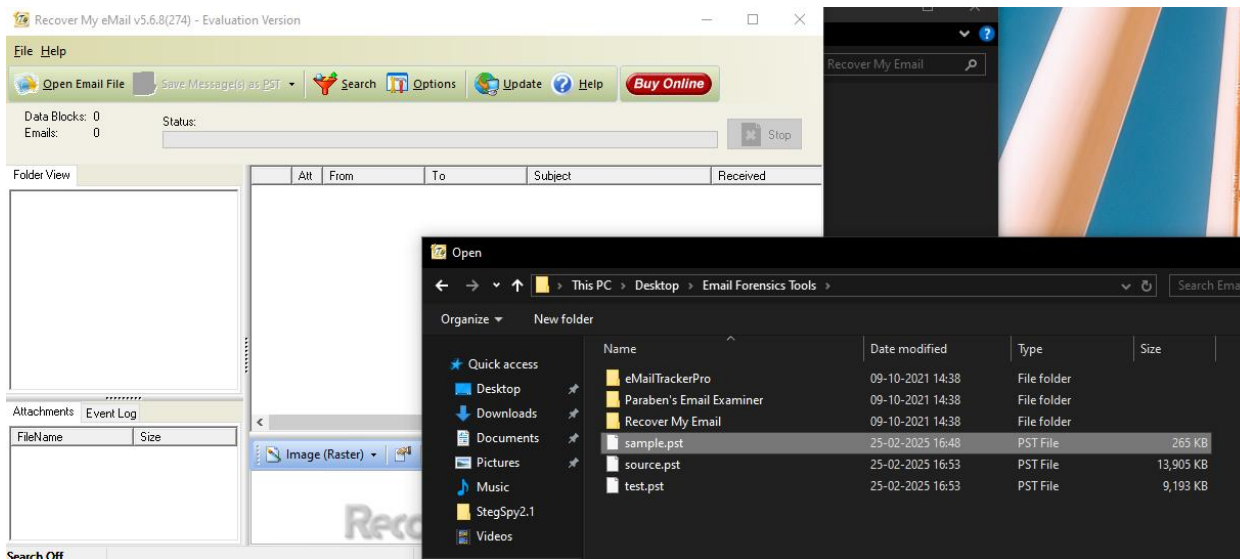 Recover My eMail v5.6.8(274) - Evaluation Version
File Help
Open Email File Save Message(s) as PST Search Options Update Help Buy Online
Data Blocks: 0
Emails: 0
Status:
Stop
Folder View
Att From To Subject Received
Attachments Event Log
FileName Size
Image (Raster)
Reco
Search Off
Recover My Email
Open
This PC > Desktop > Email Forensics Tools >
Search Ema
Organize New folder
Quick access
Desktop
Downloads
Documents
Pictures
Music
StegSpy2.1
Videos
Name Date modified Type Size
eMailTrackerPro 09-10-2021 14:38 File folder
Paraben's Email Examiner 09-10-2021 14:38 File folder
Recover My Email 09-10-2021 14:38 File folder
sample.pst 25-02-2025 16:48 PST File 265 KB
source.pst 25-02-2025 16:53 PST File 13,905 KB
test.pst 25-02-2025 16:53 PST File 9,193 KB